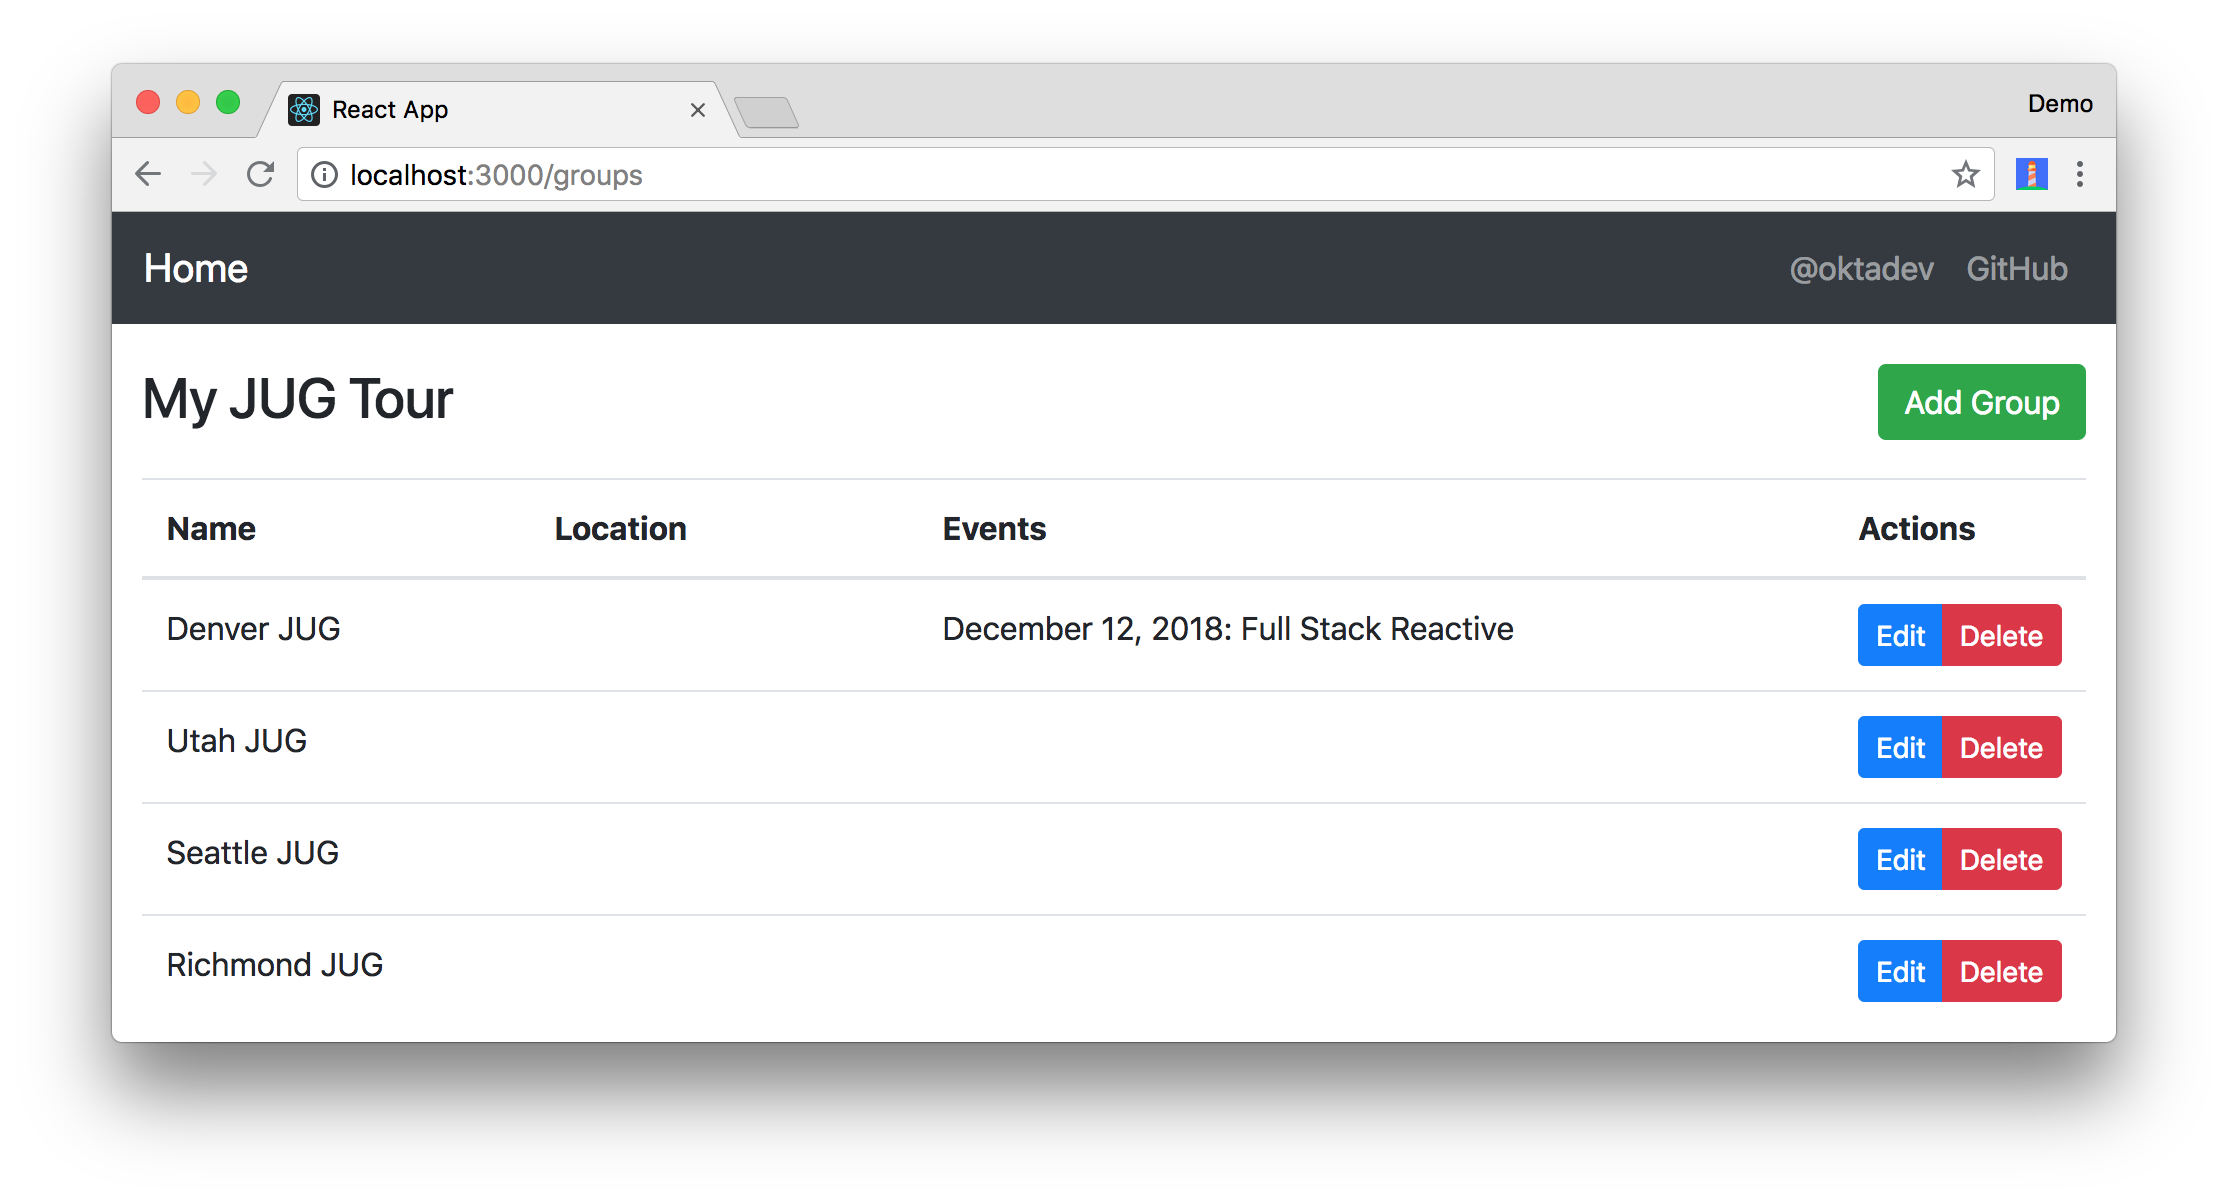 React App
Demo
localhost:3000/groups
Home @oktadev GitHub
My JUG Tour Add Group
Name Location Events Actions
Denver JUG December 12, 2018: Full Stack Reactive Edit Delete
Utah JUG Edit Delete
Seattle JUG Edit Delete
Richmond JUG Edit Delete